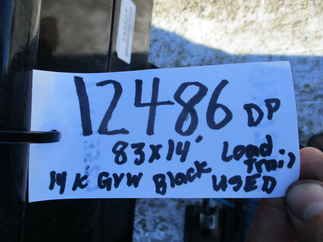 12486 DP
83x14' Load
14K GVW Black Trail
USED